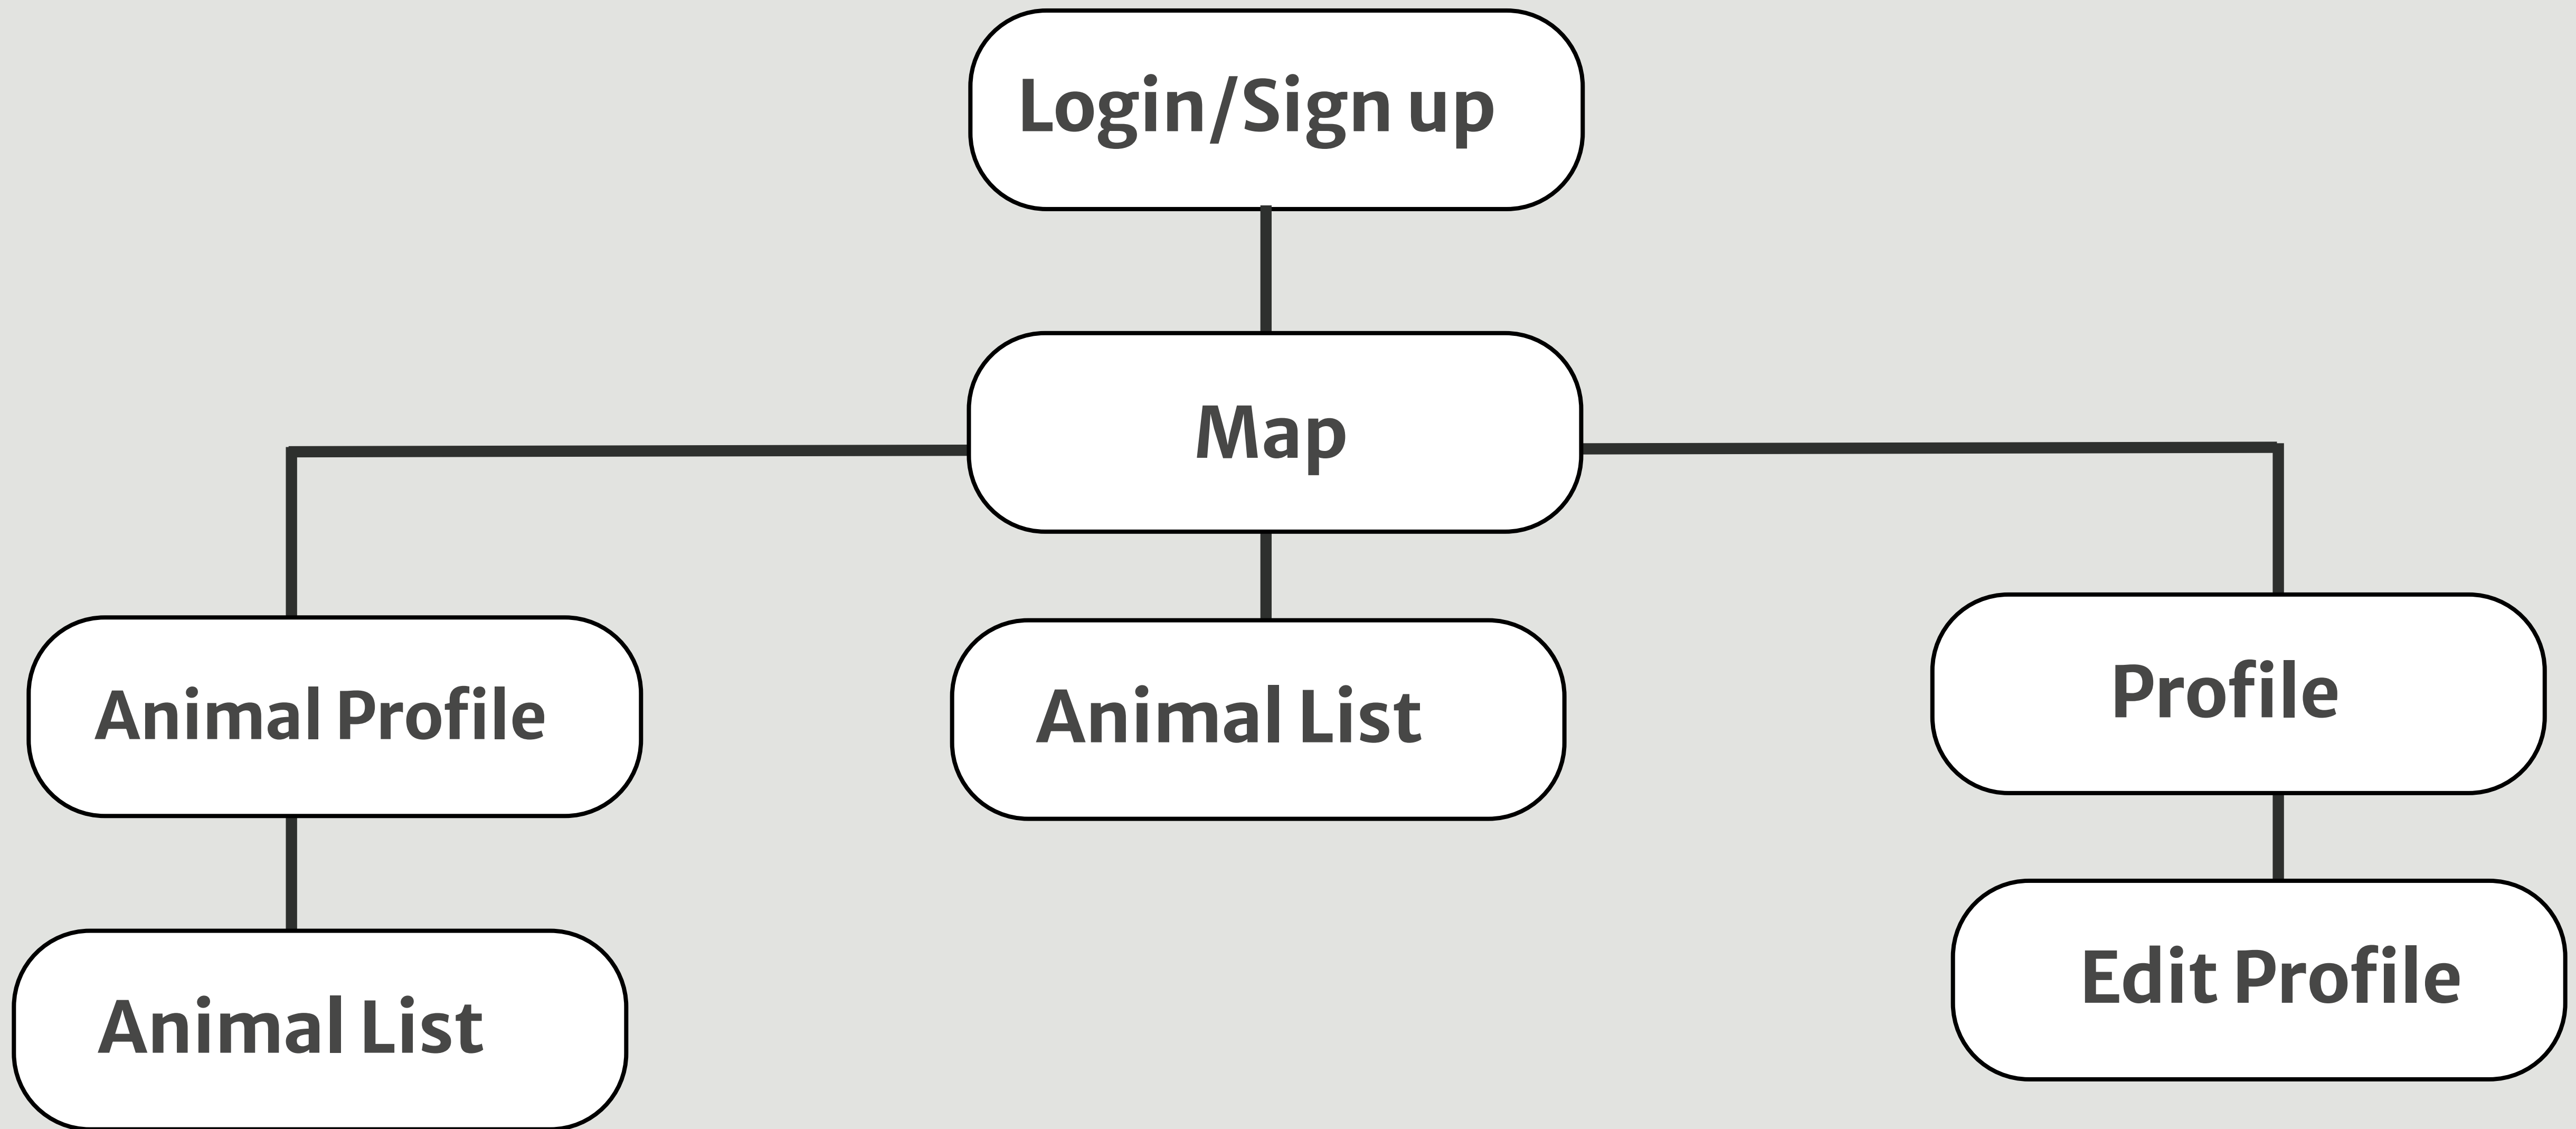 Login/Sign up
Map
Animal Profile
Animal List
Profile
Animal List
Edit Profile